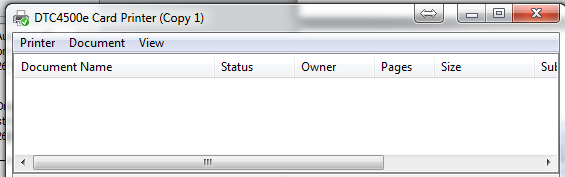 DTC4500e Card Printer (Copy 1)
Printer Document View
Document Name Status Owner Pages Size